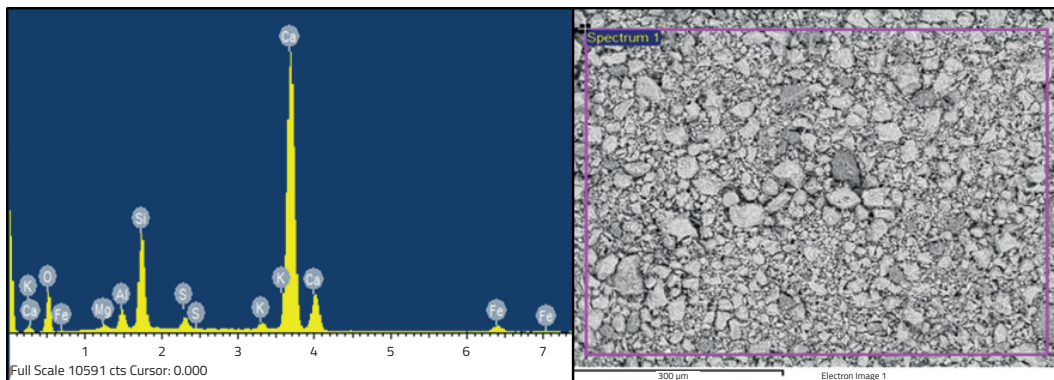 Ca
Si
K
O
Ca
Fe
Mg
Al
S
S
K
K
Ca
Fe
Fe
1 2 3 4 5 6 7
Full Scale 10591 cts Cursor: 0.000
Spectrum 1
300 µm Electron Image 1